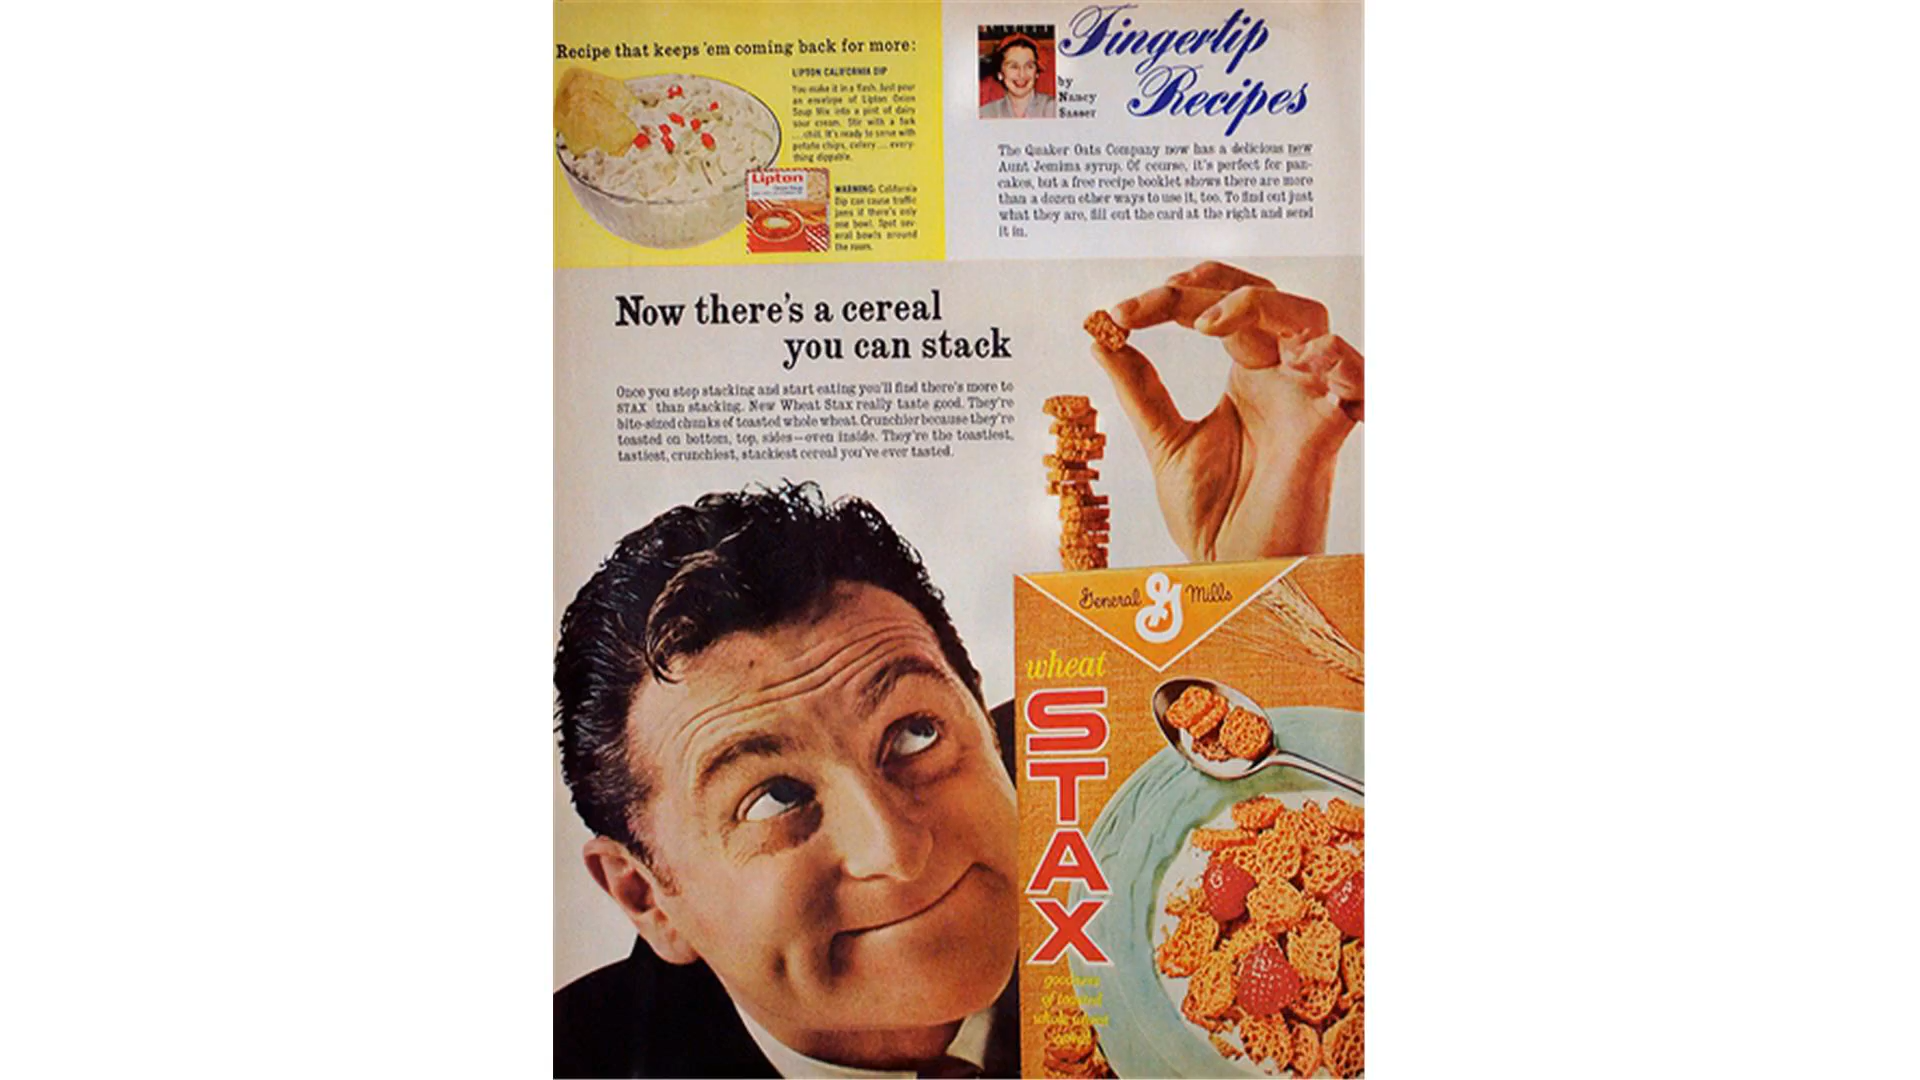 Recipe that keeps 'em coming back for more:
LIPTON CALIFORNIA DIP
You make it in a flash. Just pour
an envelope of Lipton Onion
Soup Mix into a pint of dairy
sour cream. Stir with a fork
...chill. It's ready to serve with
potato chips, celery ... every-
thing dippable.
Lipton
Onion Soup
WARNING: California
Dip can cause traffic
jams if there's only
one bowl. Spot sev-
eral bowls around
the room.
Fingertip
Recipes
by
Nancy
Sasser
The Quaker Oats Company now has a delicious new
Aunt Jemima syrup. Of course, it's perfect for pan-
cakes, but a free recipe booklet shows there are more
than a dozen other ways to use it, too. To find out just
what they are, fill out the card at the right and send
it in.
Now there's a cereal
you can stack
Once you stop stacking and start eating you'll find there's more to
STAX than stacking. New Wheat Stax really taste good. They're
bite-sized chunks of toasted whole wheat. Crunchier because they're
toasted on bottom, top, sides—even inside. They're the toastiest,
tastiest, crunchiest, stackiest cereal you've ever tasted.
General G Mills
wheat
STAX
goodness
of toasted
whole wheat